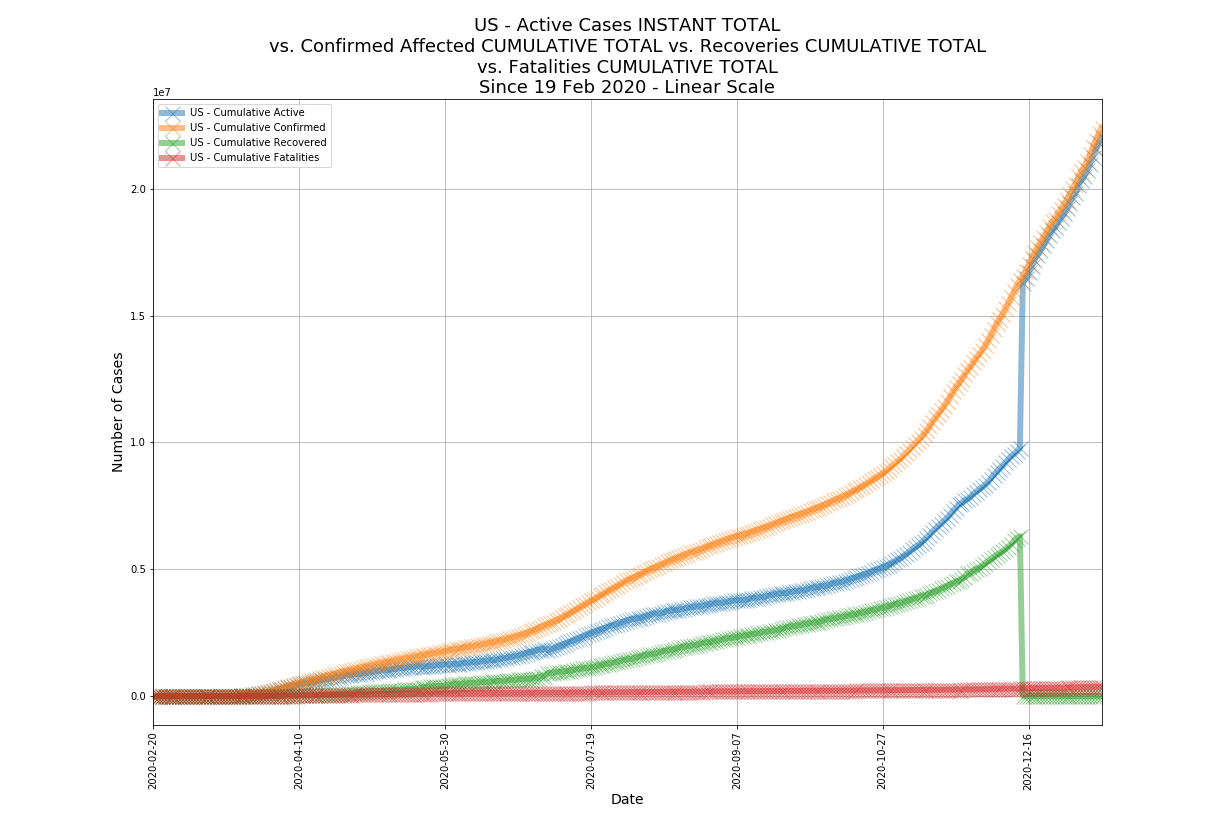 US - Active Cases INSTANT TOTAL
vs. Confirmed Affected CUMULATIVE TOTAL vs. Recoveries CUMULATIVE TOTAL
vs. Fatalities CUMULATIVE TOTAL
Since 19 Feb 2020 - Linear Scale
1e7
US - Cumulative Active
US - Cumulative Confirmed
US - Cumulative Recovered
US - Cumulative Fatalities
2.0
1.5
1.0
0.5
0.0
Number of Cases
2020-02-20
2020-04-10
2020-05-30
2020-07-19
2020-09-07
2020-10-27
2020-12-16
Date